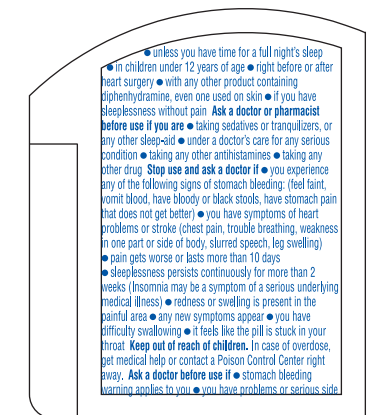 ● unless you have time for a full night's sleep
● in children under 12 years of age ● right before or after
heart surgery ● with any other product containing
diphenhydramine, even one used on skin ● if you have
sleeplessness without pain Ask a doctor or pharmacist
before use if you are ● taking sedatives or tranquilizers, or
any other sleep-aid ● under a doctor's care for any serious
condition ● taking any other antihistamines ● taking any
other drug Stop use and ask a doctor if ● you experience
any of the following signs of stomach bleeding: (feel faint,
vomit blood, have bloody or black stools, have stomach pain
that does not get better) ● you have symptoms of heart
problems or stroke (chest pain, trouble breathing, weakness
in one part or side of body, slurred speech, leg swelling)
● pain gets worse or lasts more than 10 days
● sleeplessness persists continuously for more than 2
weeks (Insomnia may be a symptom of a serious underlying
medical illness) ● redness or swelling is present in the
painful area ● any new symptoms appear ● you have
difficulty swallowing ● it feels like the pill is stuck in your
throat Keep out of reach of children. In case of overdose,
get medical help or contact a Poison Control Center right
away. Ask a doctor before use if ● stomach bleeding
warning applies to you ● you have problems or serious side